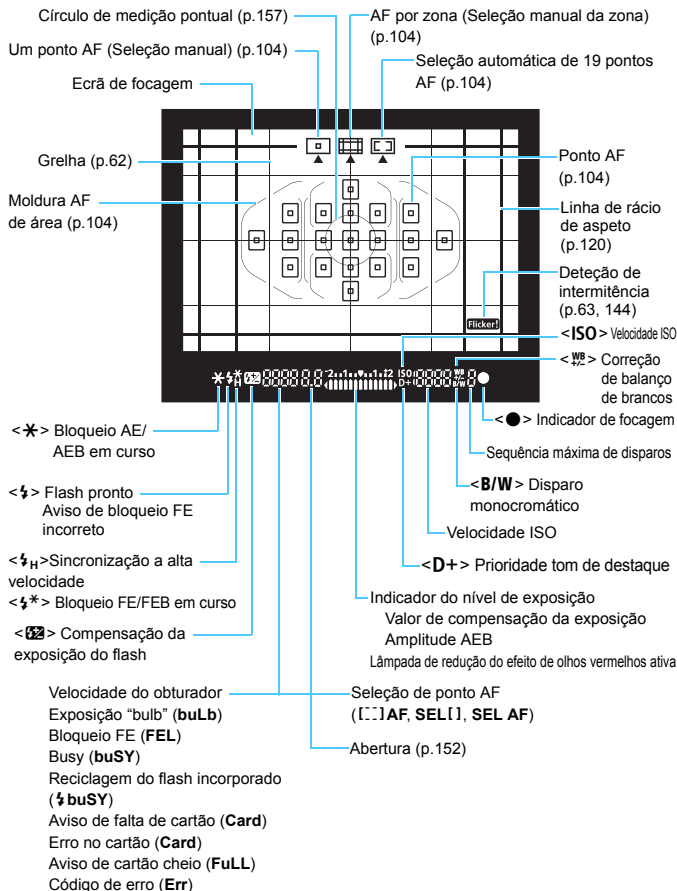 Círculo de medição pontual (p.157)
AF por zona (Seleção manual da zona)
(p.104)
Um ponto AF (Seleção manual) (p.104)
Seleção automática de 19 pontos
AF (p.104)
Ecrã de focagem
Grelha (p.62)
Ponto AF
(p.104)
Moldura AF
de área (p.104)
Linha de rácio
de aspeto
(p.120)
Deteção de
intermitência
(p.63, 144)
Flicker!
<ISO> Velocidade ISO
<WB+/-> Correção
de balanço
de brancos
-2..1..▼..1.+2 ISO D+ WB +/- B/W
<●> Indicador de focagem
<✱> Bloqueio AE/
AEB em curso
Sequência máxima de disparos
<B/W> Disparo
monocromático
<⚡> Flash pronto
Aviso de bloqueio FE
incorreto
Velocidade ISO
<⚡H>Sincronização a alta
velocidade
<D+> Prioridade tom de destaque
<⚡*> Bloqueio FE/FEB em curso
Indicador do nível de exposição
Valor de compensação da exposição
Amplitude AEB
Lâmpada de redução do efeito de olhos vermelhos ativa
<⚡±> Compensação da
exposição do flash
Velocidade do obturador
Exposição “bulb” (buLb)
Bloqueio FE (FEL)
Busy (buSY)
Reciclagem do flash incorporado
(⚡buSY)
Aviso de falta de cartão (Card)
Erro no cartão (Card)
Aviso de cartão cheio (FuLL)
Código de erro (Err)
Seleção de ponto AF
([ ] AF, SEL[ ], SEL AF)
Abertura (p.152)